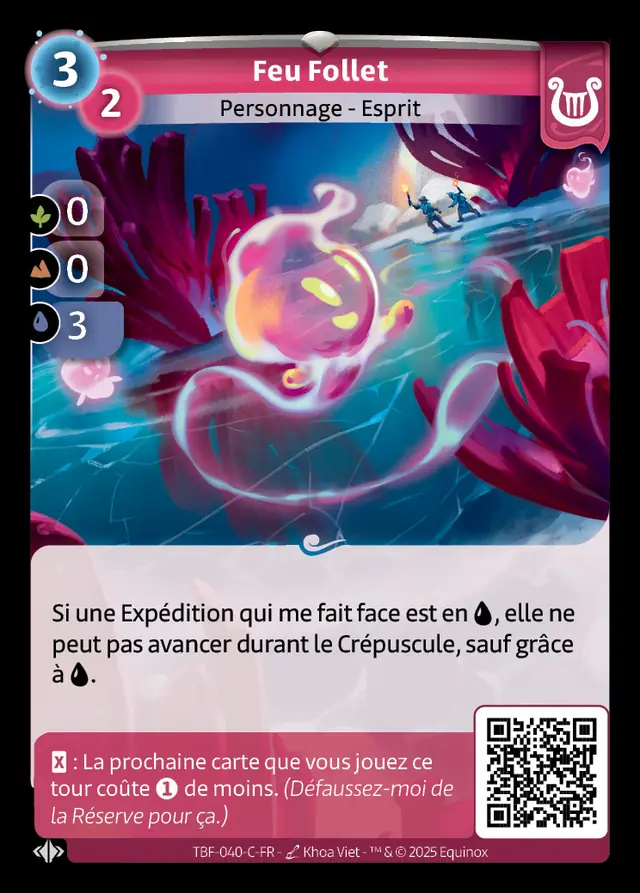 3
2
Feu Follet
Personnage - Esprit
0
0
3
Si une Expédition qui me fait face est en 💧, elle ne
peut pas avancer durant le Crépuscule, sauf grâce
à 💧.
X : La prochaine carte que vous jouez ce
tour coûte 1 de moins. (Défaussez-moi de
la Réserve pour ça.)
TBF-040-C-FR - Khoa Viet - ™ & © 2025 Equinox